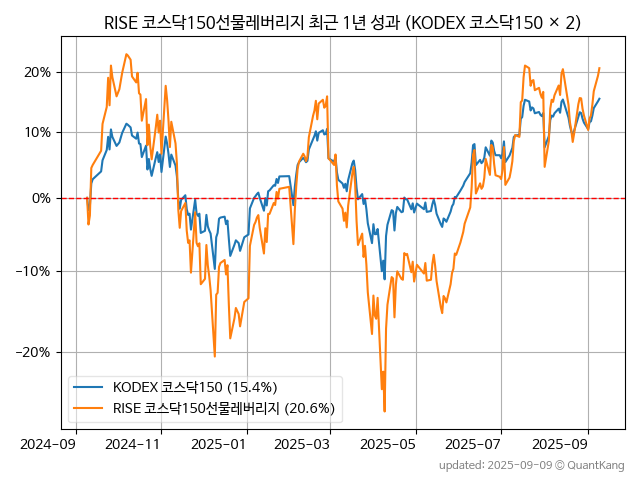 RISE 코스닥150선물레버리지 최근 1년 성과 (KODEX 코스닥150 × 2)
20%
10%
0%
−10%
−20%
KODEX 코스닥150 (15.4%)
RISE 코스닥150선물레버리지 (20.6%)
2024-09 2024-11 2025-01 2025-03 2025-05 2025-07 2025-09
updated: 2025-09-09 © QuantKang